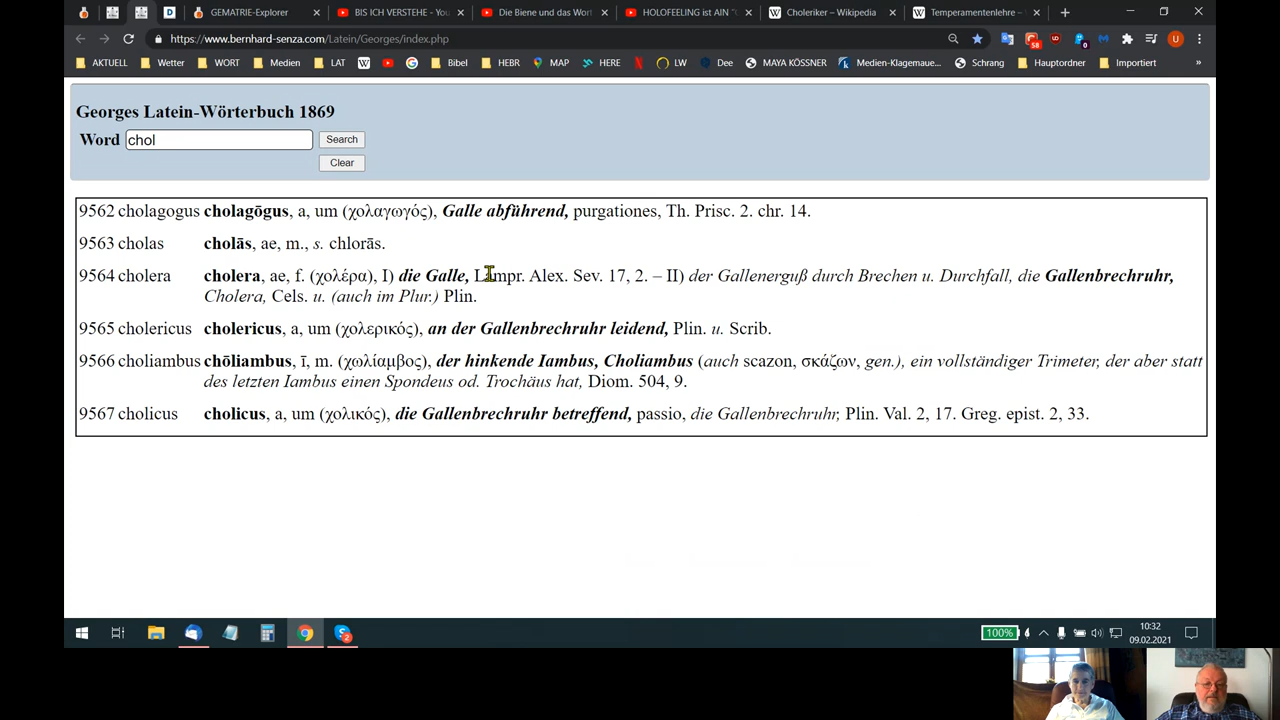 GEMATRIE-Explorer
BIS ICH VERSTEHE - You
Die Biene und das Wort
HOLOFEELING ist AIN "G
Choleriker – Wikipedia
Temperamentenlehre –
https://www.bernhard-senza.com/Latein/Georges/index.php
58
0
U
AKTUELL Wetter WORT Medien LAT Bibel HEBR MAP HERE LW Dee MAYA KÖSSNER Medien-Klagemaue... Schrang Hauptordner Importiert »
Georges Latein-Wörterbuch 1869
Word chol Search
Clear
9562 cholagogus cholagōgus, a, um (χολαγωγός), Galle abführend, purgationes, Th. Prisc. 2. chr. 14.
9563 cholas cholās, ae, m., s. chlorās.
9564 cholera cholera, ae, f. (χολέρα), I) die Galle, Lampr. Alex. Sev. 17, 2. – II) der Gallenerguß durch Brechen u. Durchfall, die Gallenbrechruhr,
Cholera, Cels. u. (auch im Plur.) Plin.
9565 cholericus cholericus, a, um (χολερικός), an der Gallenbrechruhr leidend, Plin. u. Scrib.
9566 choliambus chōliambus, ī, m. (χωλίαμβος), der hinkende Iambus, Choliambus (auch scazon, σκάζων, gen.), ein vollständiger Trimeter, der aber statt
des letzten Iambus einen Spondeus od. Trochäus hat, Diom. 504, 9.
9567 cholicus cholicus, a, um (χολικός), die Gallenbrechruhr betreffend, passio, die Gallenbrechruhr, Plin. Val. 2, 17. Greg. epist. 2, 33.
100%
10:32
09.02.2021